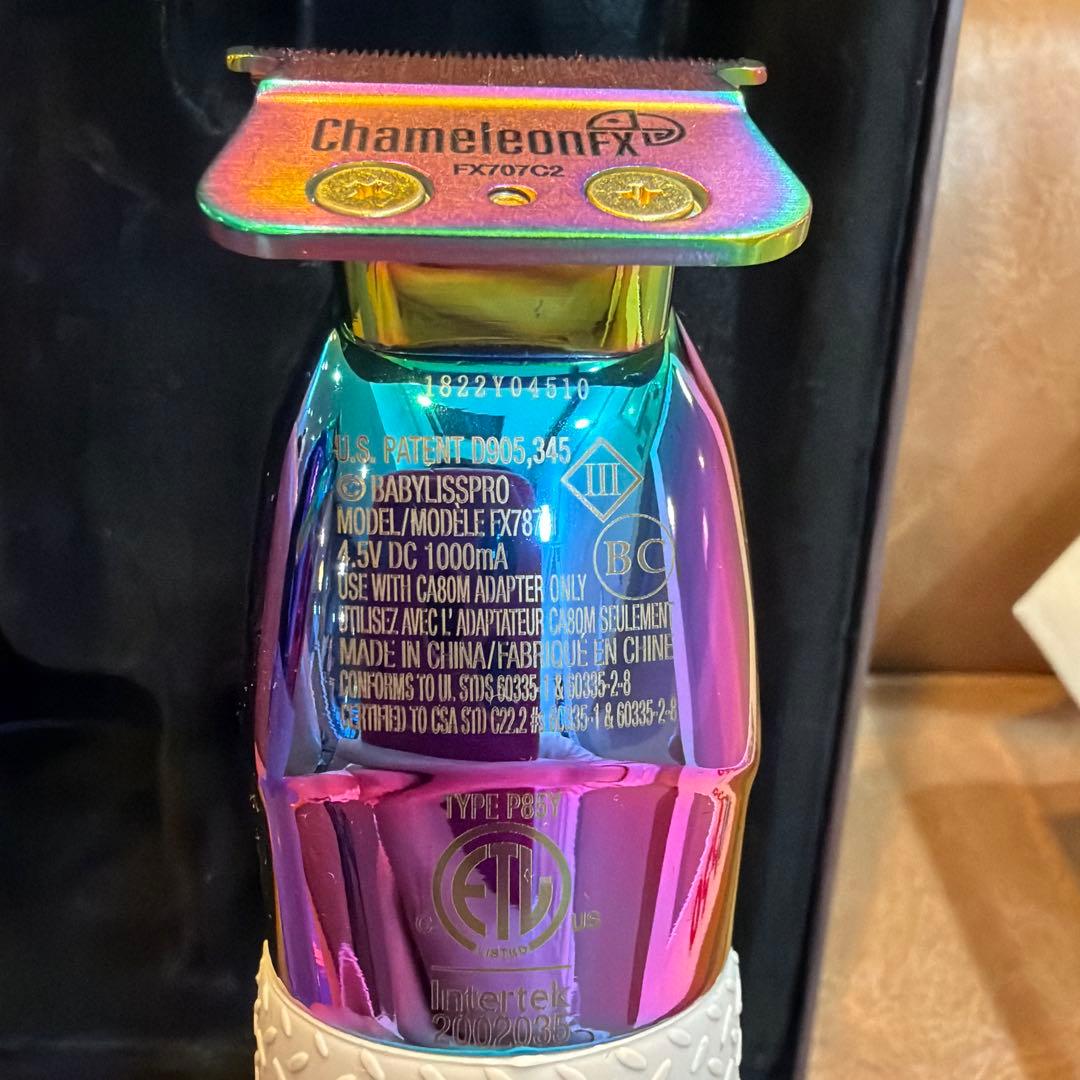 ChameleonFX
FX707C2
1822Y04510
U.S. PATENT D905,345
III
© BABYLISSPRO
MODEL/MODÈLE
BC
4.5V DC 1000mA
USE WITH CA80M ADAPTER ONLY
UTILISEZ AVEC L' ADAPTATEUR CA80M SEULEMENT
MADE IN CHINA/FABRIQUÉ EN CHINE
CONFORMS TO UL STDS 60335-1 & 60335-2-8
CERTIFIED TO CSA STD C22.2 #s 60335-1 & 60335-2-8
TYPE P85Y
C ETL US
LISTED
Intertek
2002035